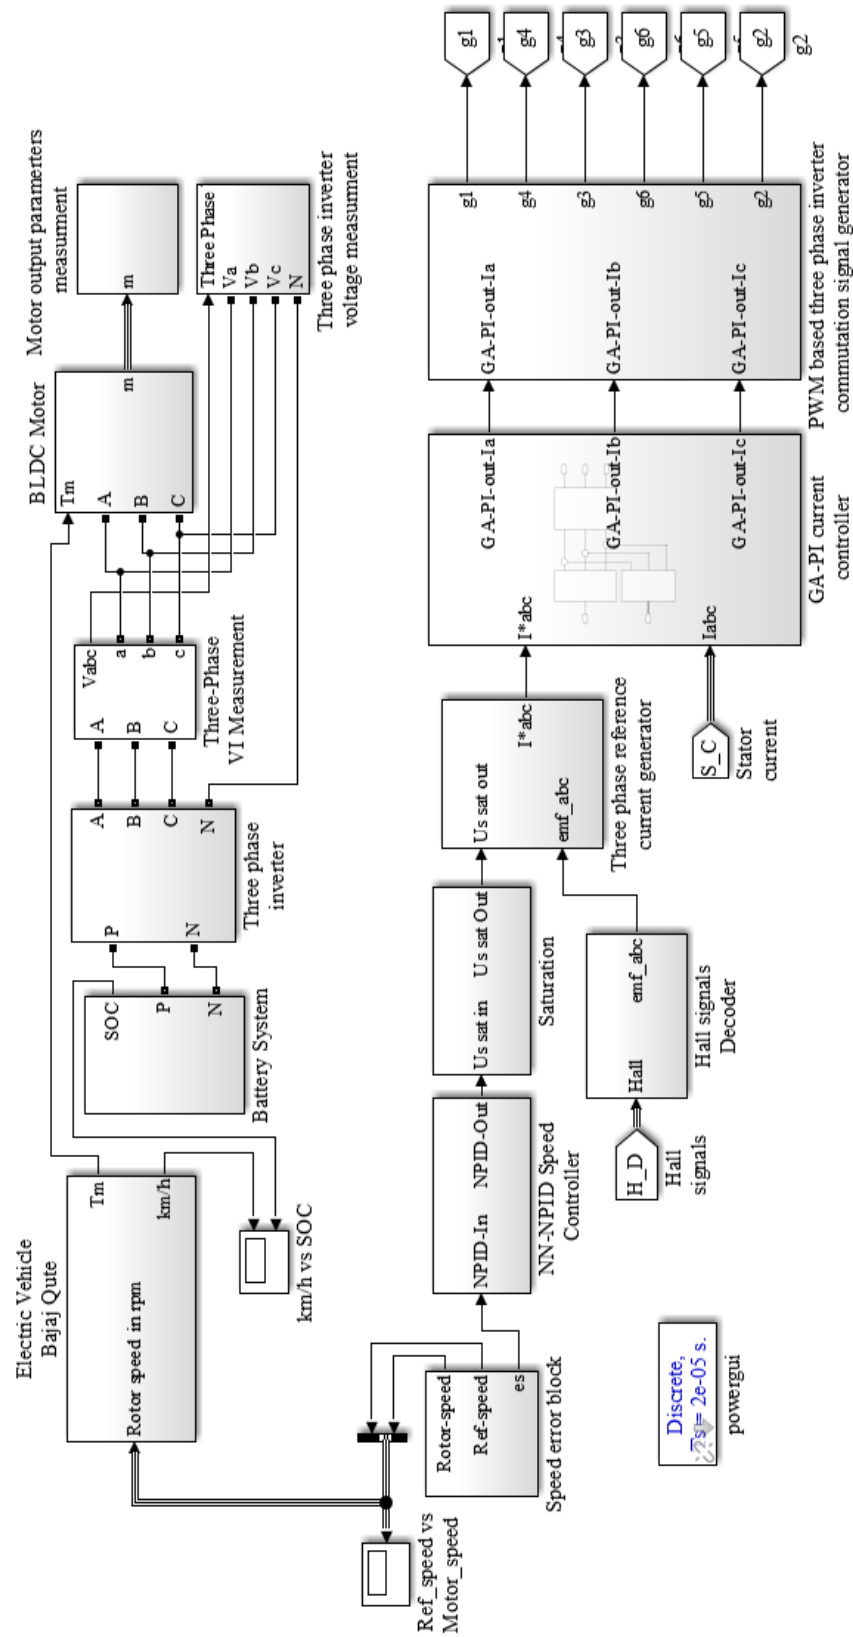 Electric Vehicle
Bajaj Qute
Rotor speed in rpm
Tm
km/h
km/h vs SOC
SOC
P
N
Battery System
P
N
A
B
C
N
Three phase
inverter
A
B
C
Vabc
a
b
c
Three-Phase
VI Measurement
BLDC Motor
Tm
A
B
C
m
Motor output paramerters
measurment
m
Three Phase
Va
Vb
Vc
N
Three phase inverter
voltage measurment
Ref_speed vs
Motor_speed
Rotor-speed
Ref-speed
es
Speed error block
NPID-In
NPID-Out
NN-NPID Speed
Controller
Us sat in
Us sat Out
Saturation
Us sat out
emf_abc
I*abc
Three phase reference
current generator
H_D
Hall
signals
Hall
emf_abc
Hall signals
Decoder
S_C
Stator
current
I*abc
Iabc
GA-PI-out-Ia
GA-PI-out-Ib
GA-PI-out-Ic
GA-PI current
controller
GA-PI-out-Ia
GA-PI-out-Ib
GA-PI-out-Ic
g1
g4
g3
g6
g5
g2
PWM based three phase inverter
commutation signal generator
g1
g4
g3
g6
g5
g2
g2
Discrete,
Ts = 2e-05 s.
powergui